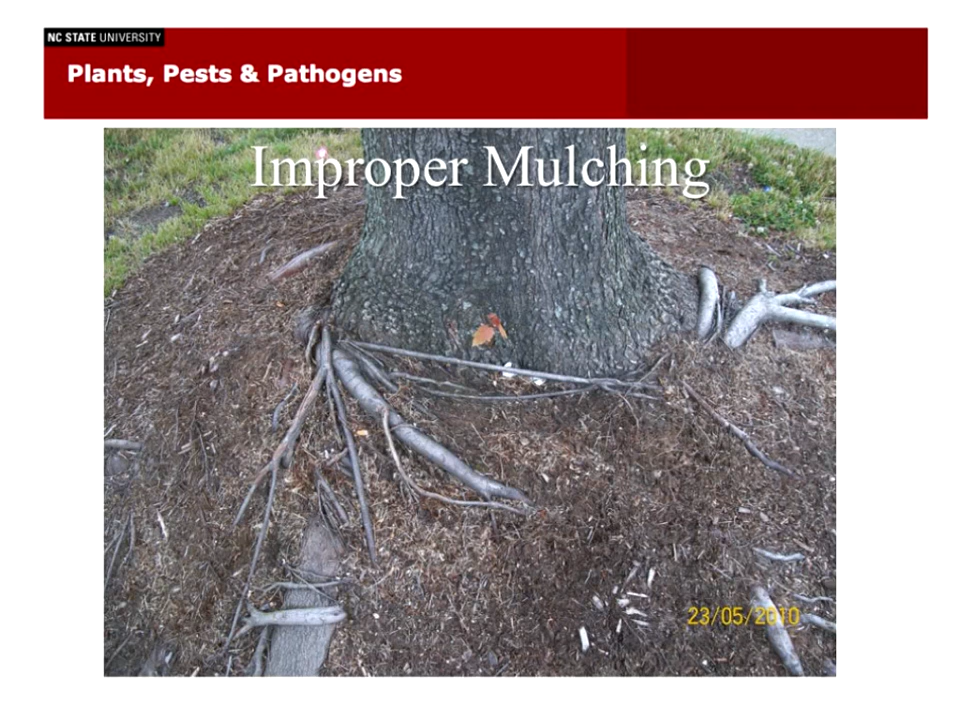 NC STATE UNIVERSITY
Plants, Pests & Pathogens
Improper Mulching
23/05/2010